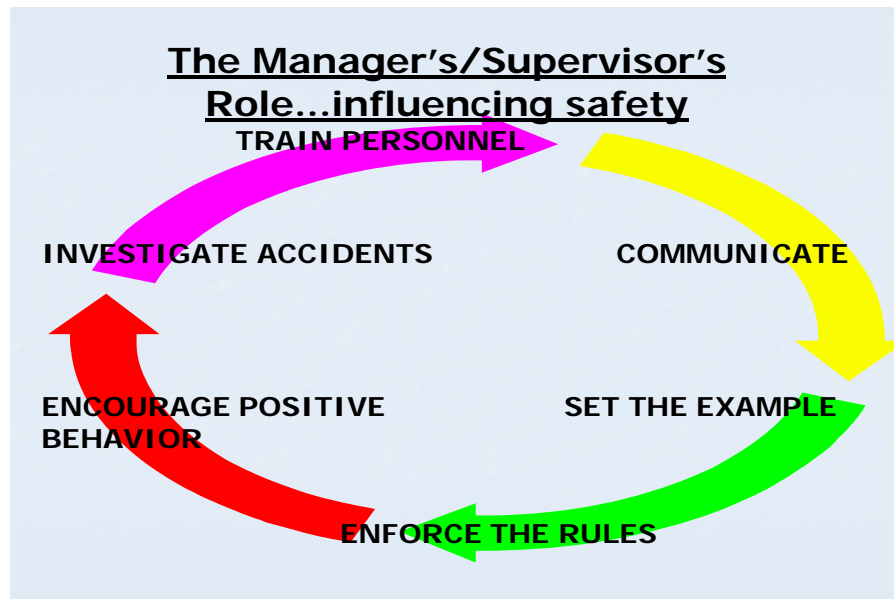 The Manager's/Supervisor's
Role...influencing safety
TRAIN PERSONNEL
INVESTIGATE ACCIDENTS
COMMUNICATE
ENCOURAGE POSITIVE
BEHAVIOR
SET THE EXAMPLE
ENFORCE THE RULES